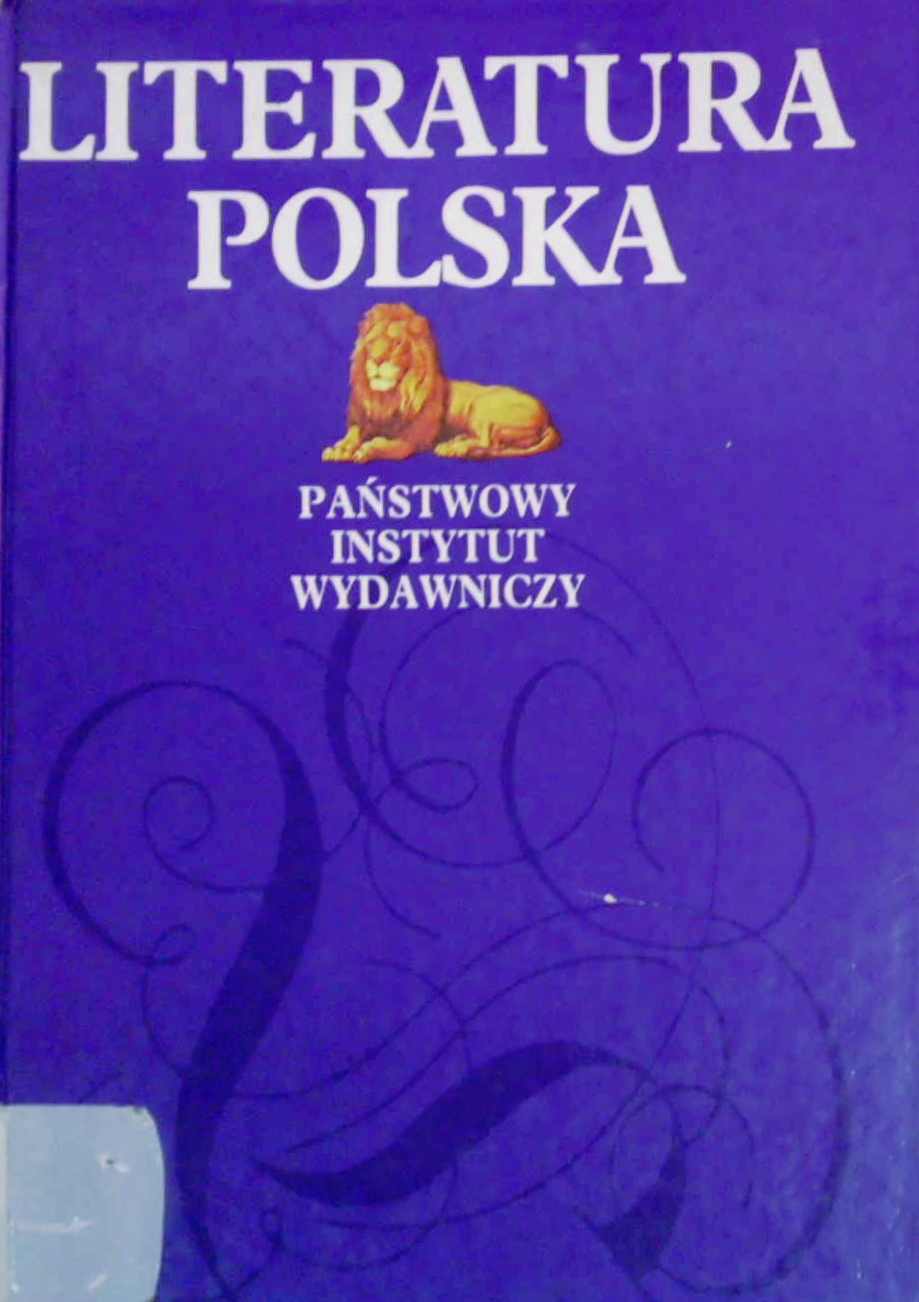 LITERATURA
POLSKA
PAŃSTWOWY
INSTYTUT
WYDAWNICZY